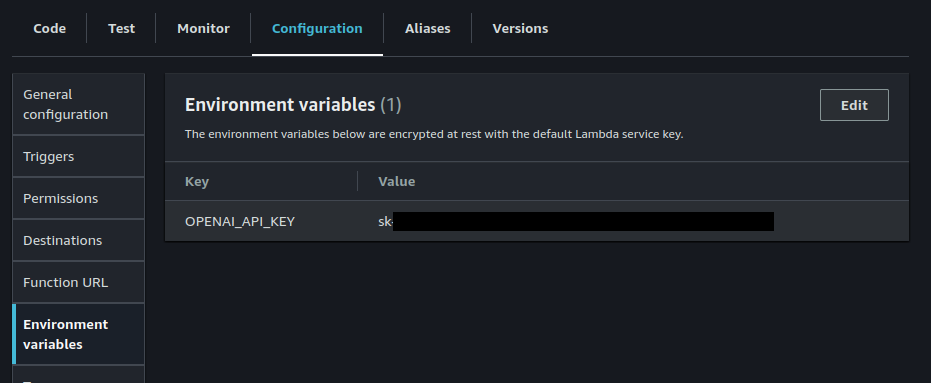 Code
Test
Monitor
Configuration
Aliases
Versions
General
configuration
Triggers
Permissions
Destinations
Function URL
Environment
variables
Environment variables (1)
Edit
The environment variables below are encrypted at rest with the default Lambda service key.
Key
Value
OPENAI_API_KEY
sk-